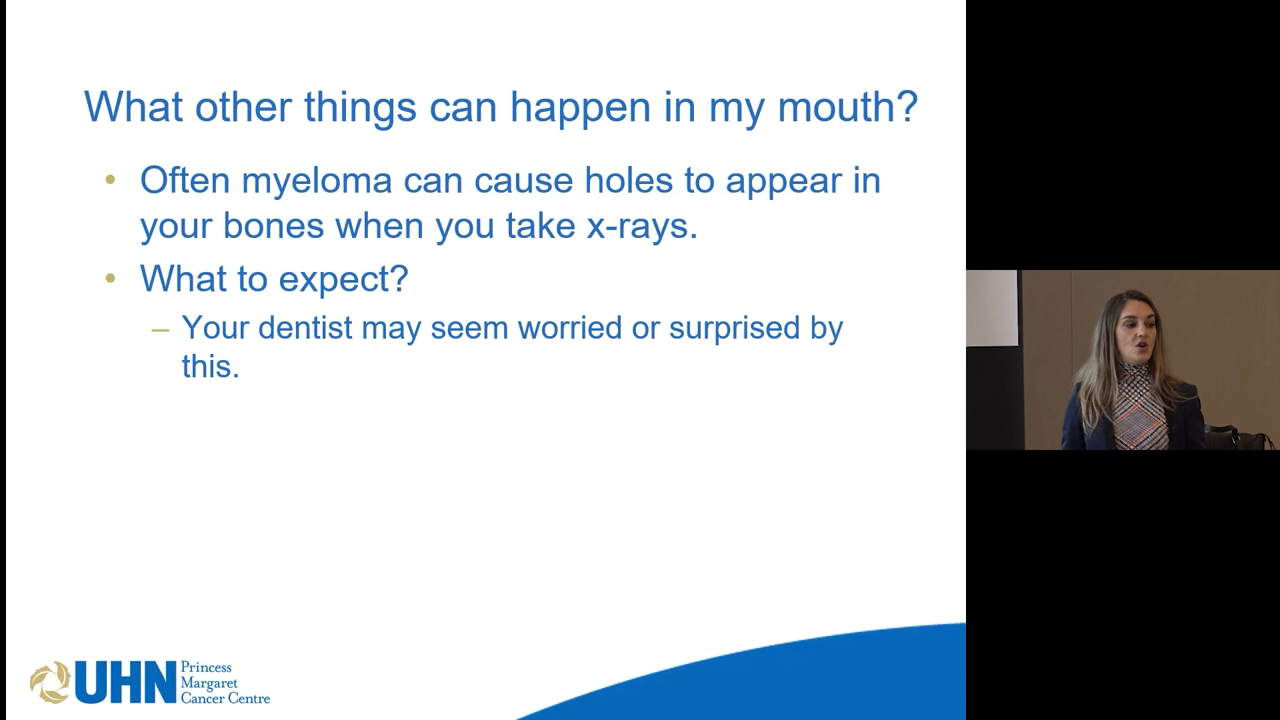 What other things can happen in my mouth?
• Often myeloma can cause holes to appear in
your bones when you take x-rays.
• What to expect?
– Your dentist may seem worried or surprised by
this.
UHN
Princess
Margaret
Cancer Centre